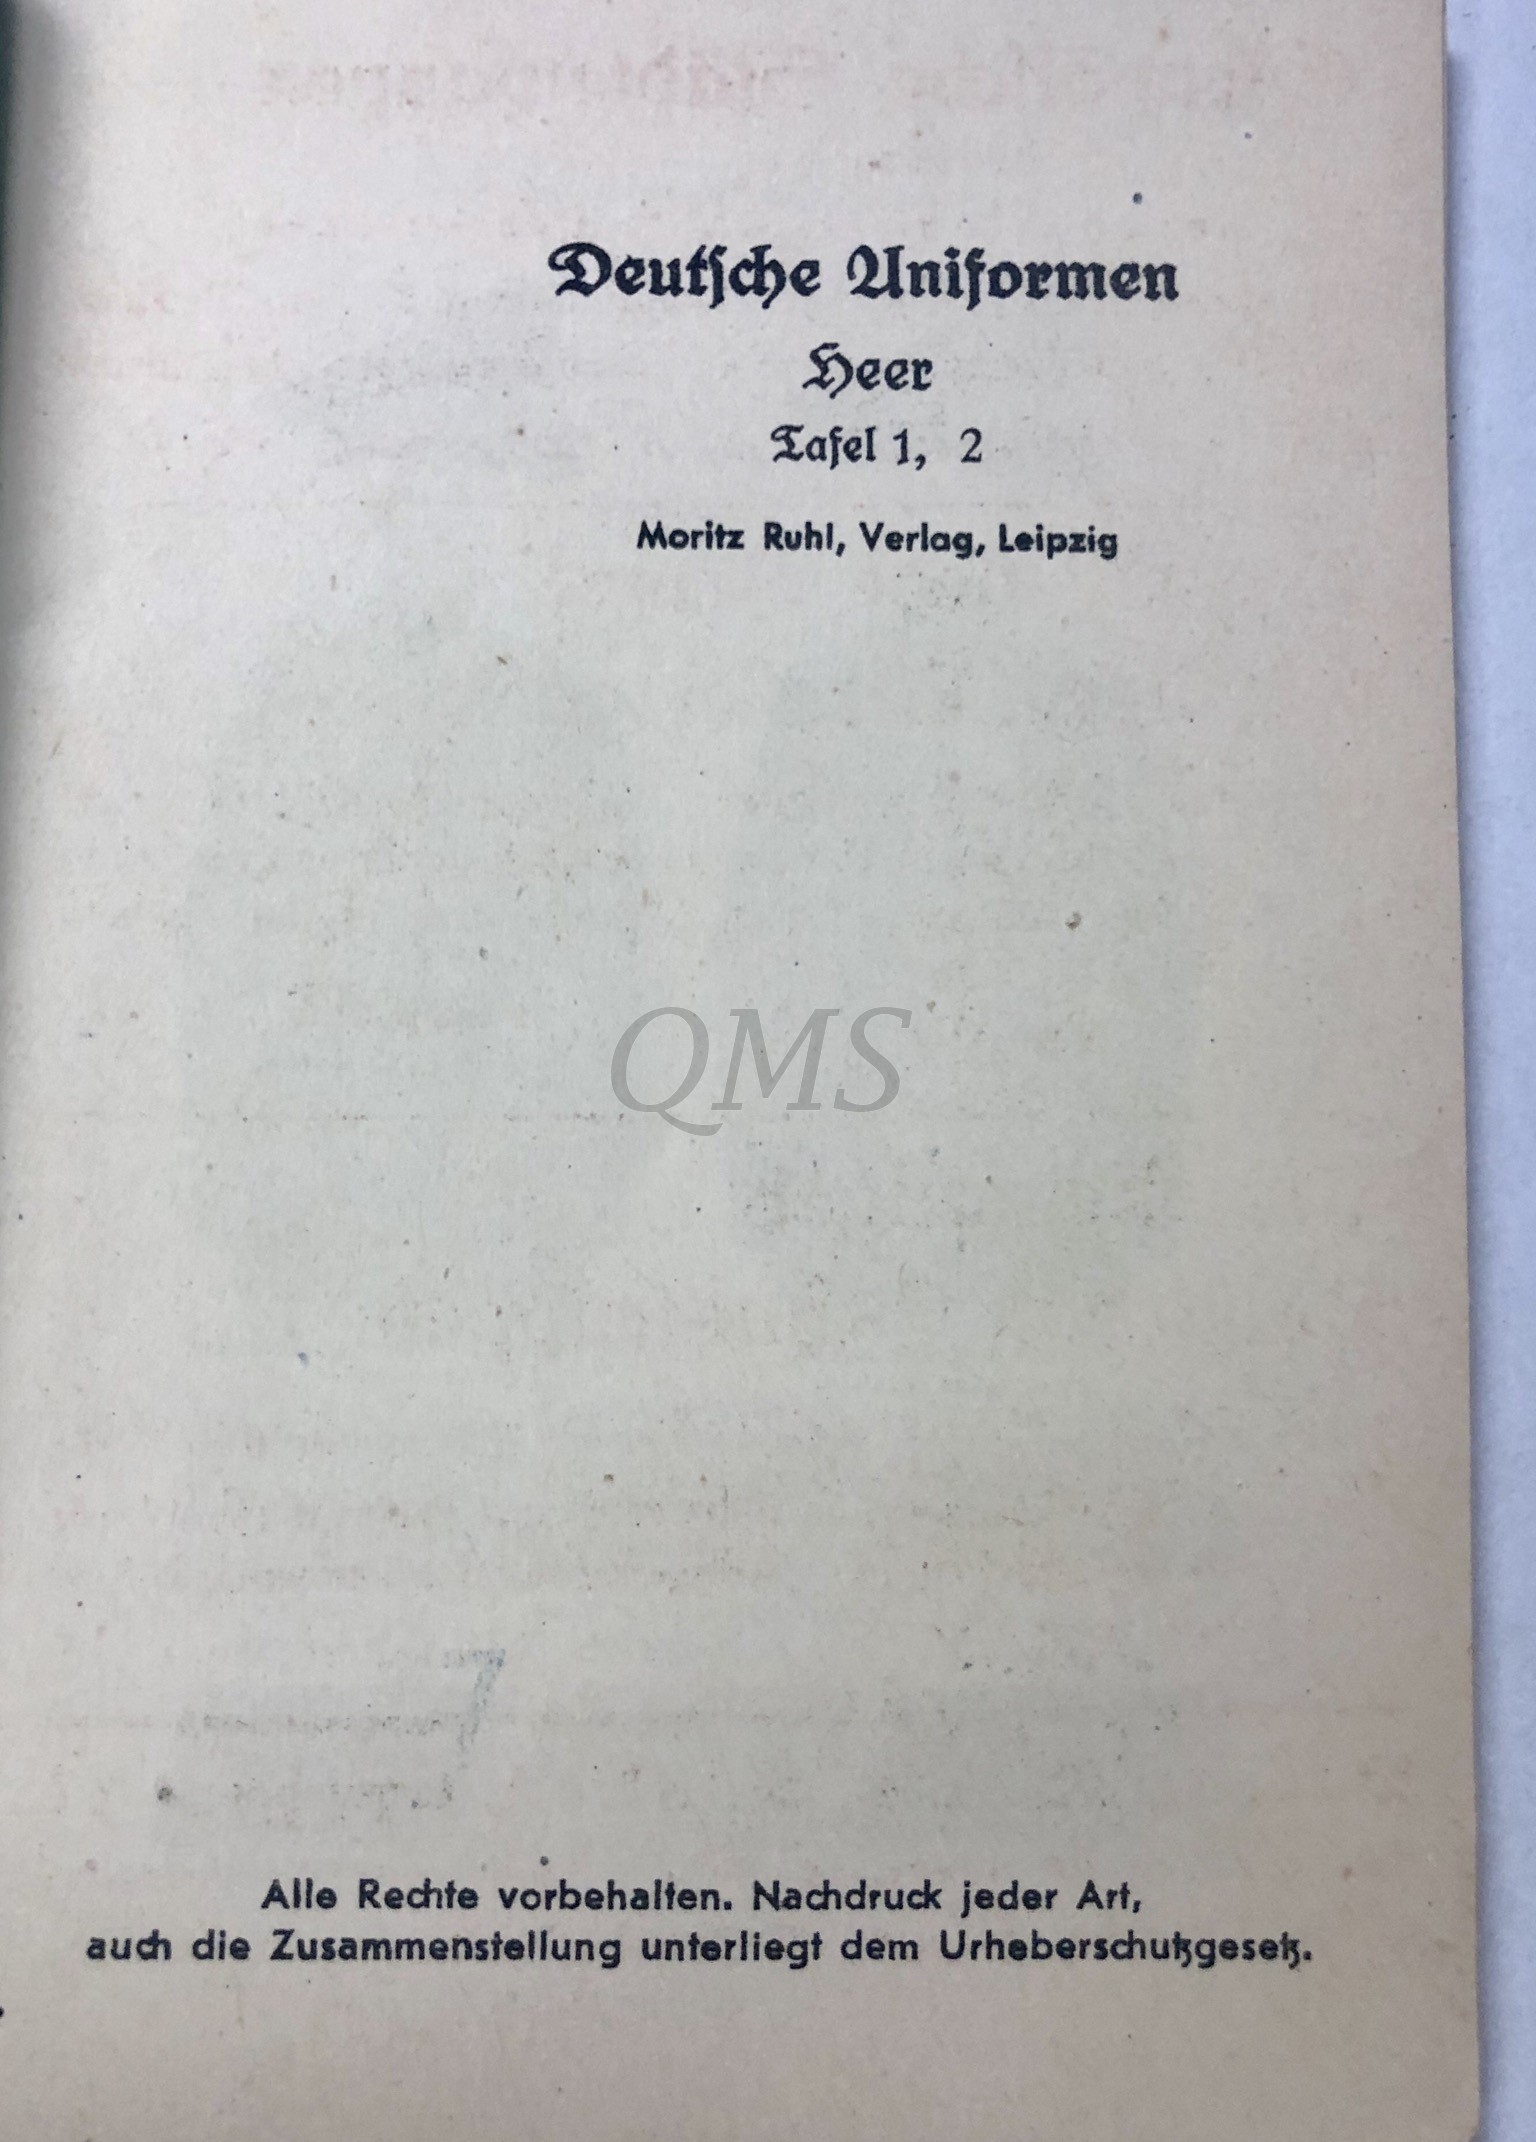 Deutsche Uniformen
Heer
Tafel 1, 2
Moritz Ruhl, Verlag, Leipzig
QMS
Alle Rechte vorbehalten. Nachdruck jeder Art,
auch die Zusammenstellung unterliegt dem Urheberschutzgesetz.